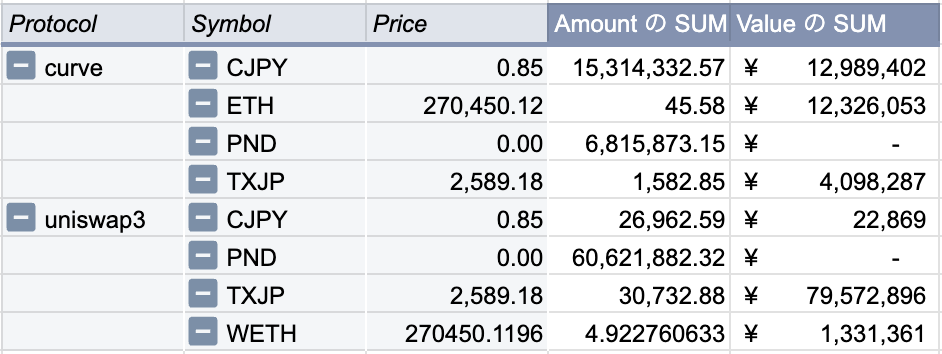 Protocol Symbol Price Amount の SUM Value の SUM
curve CJPY 0.85 15,314,332.57 ¥ 12,989,402
ETH 270,450.12 45.58 ¥ 12,326,053
PND 0.00 6,815,873.15 ¥ -
TXJP 2,589.18 1,582.85 ¥ 4,098,287
uniswap3 CJPY 0.85 26,962.59 ¥ 22,869
PND 0.00 60,621,882.32 ¥ -
TXJP 2,589.18 30,732.88 ¥ 79,572,896
WETH 270450.1196 4.922760633 ¥ 1,331,361